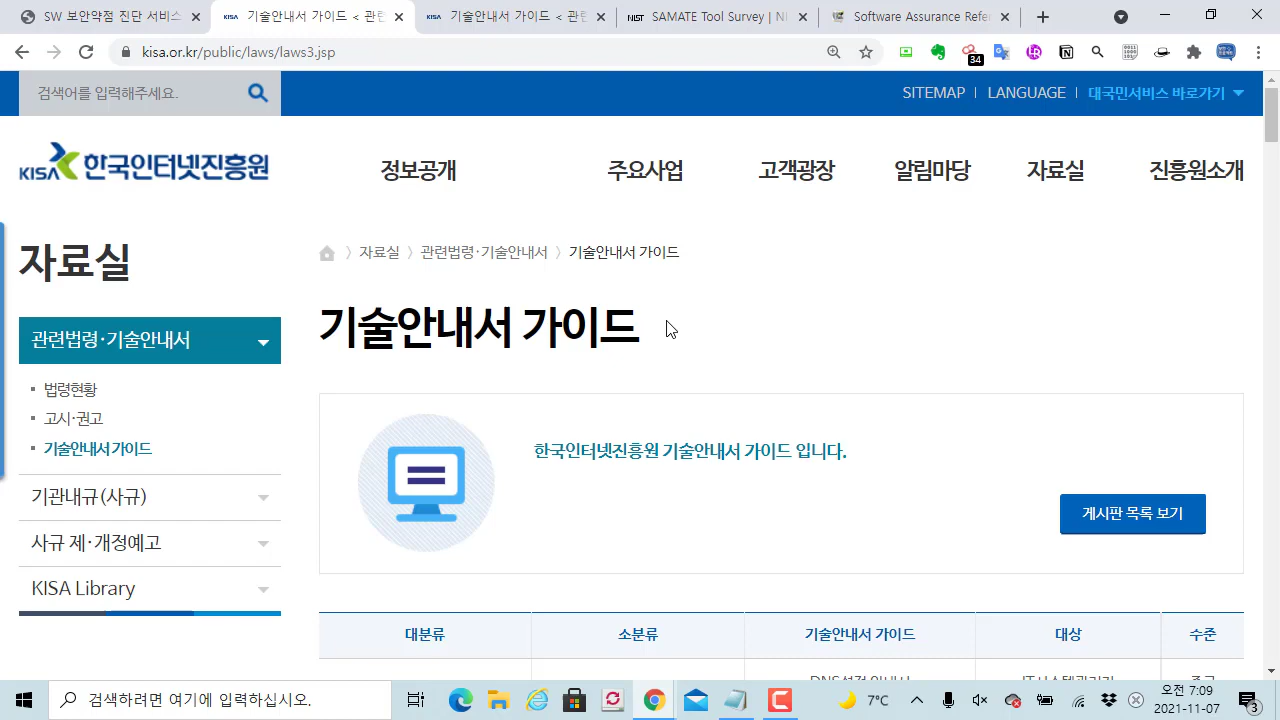 SW 보안약점 진단 서비스
KISA 기술안내서 가이드 < 관련
KISA 기술안내서 가이드 < 관련
NIST SAMATE Tool Survey | NI
Software Assurance Refe
kisa.or.kr/public/laws/laws3.jsp
34
검색어를 입력해주세요.
SITEMAP | LANGUAGE | 대국민서비스 바로가기
KISA 한국인터넷진흥원
정보공개 주요사업 고객광장 알림마당 자료실 진흥원소개
자료실
관련법령·기술안내서
법령현황
고시·권고
기술안내서 가이드
기관내규(사규)
사규 제·개정예고
KISA Library
자료실 〉 관련법령·기술안내서 〉 기술안내서 가이드
기술안내서 가이드
한국인터넷진흥원 기술안내서 가이드 입니다.
게시판 목록 보기
대분류 소분류 기술안내서 가이드 대상 수준
검색하려면 여기에 입력하십시오.
7°C
오전 7:09
2021-11-07
3